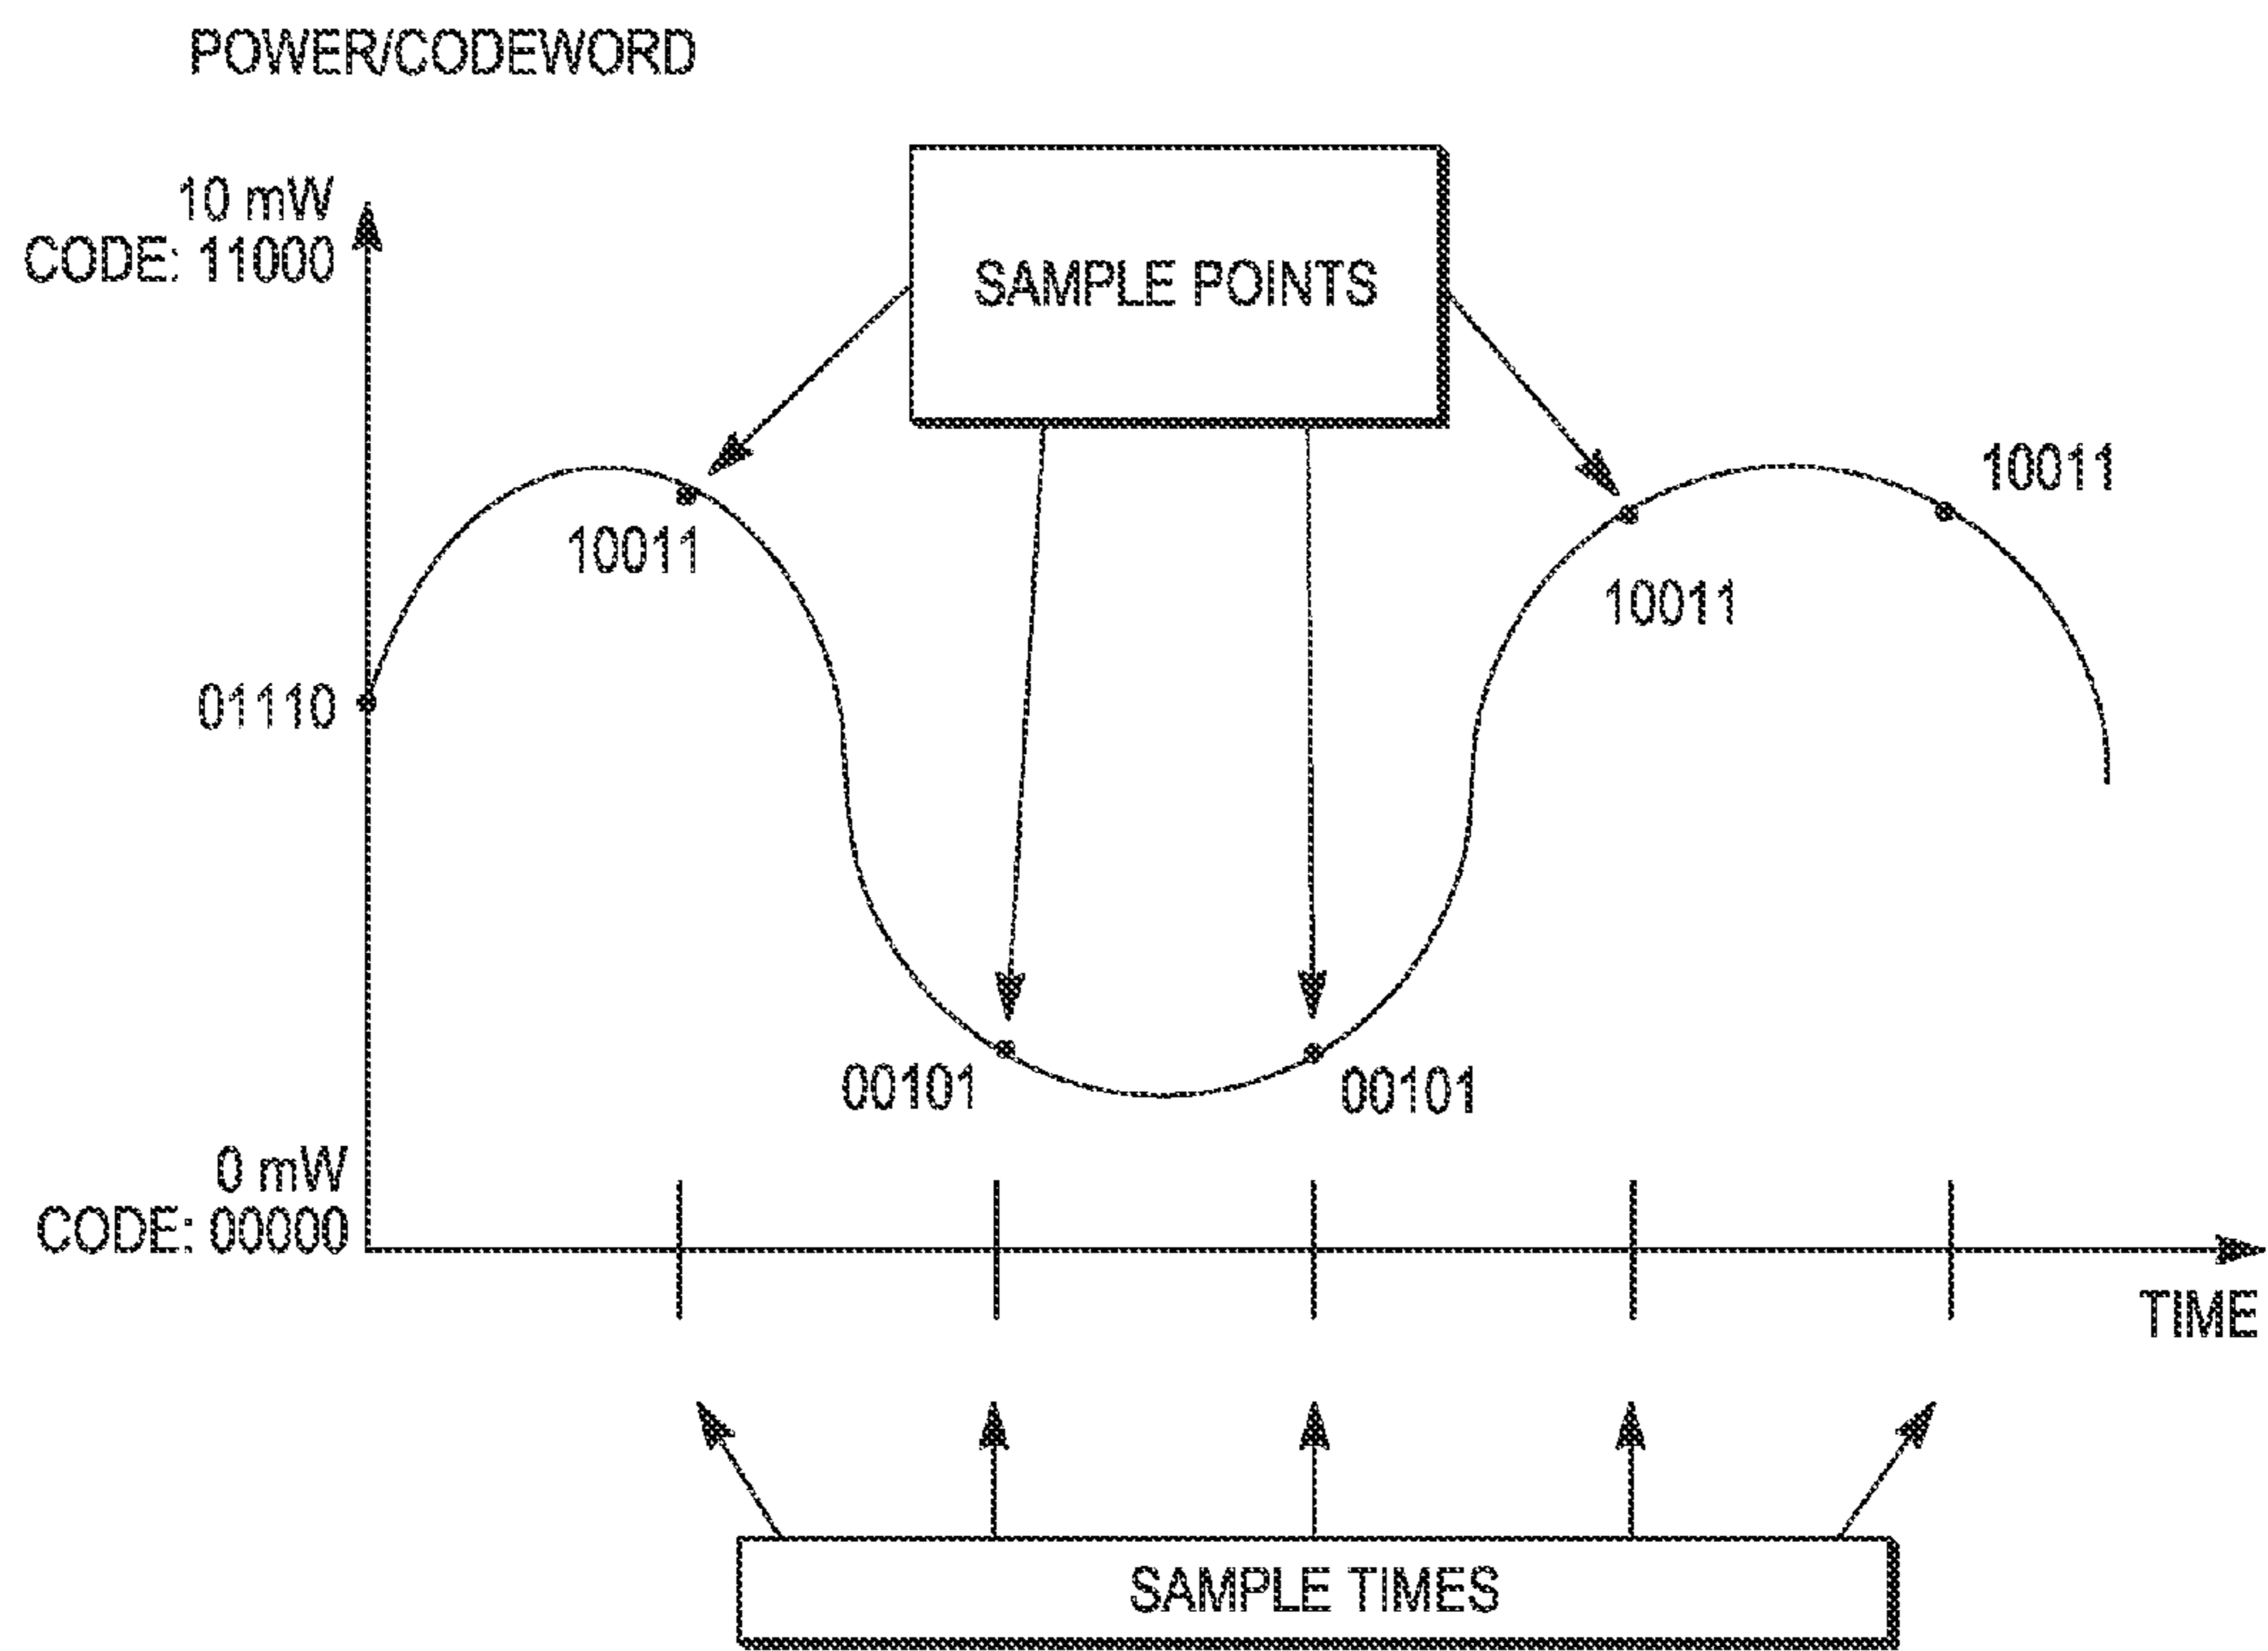 POWER/CODEWORD
10 mW
CODE: 11000
SAMPLE POINTS
10011
10011
10011
01110
00101
00101
0 mW
CODE: 00000
TIME
SAMPLE TIMES